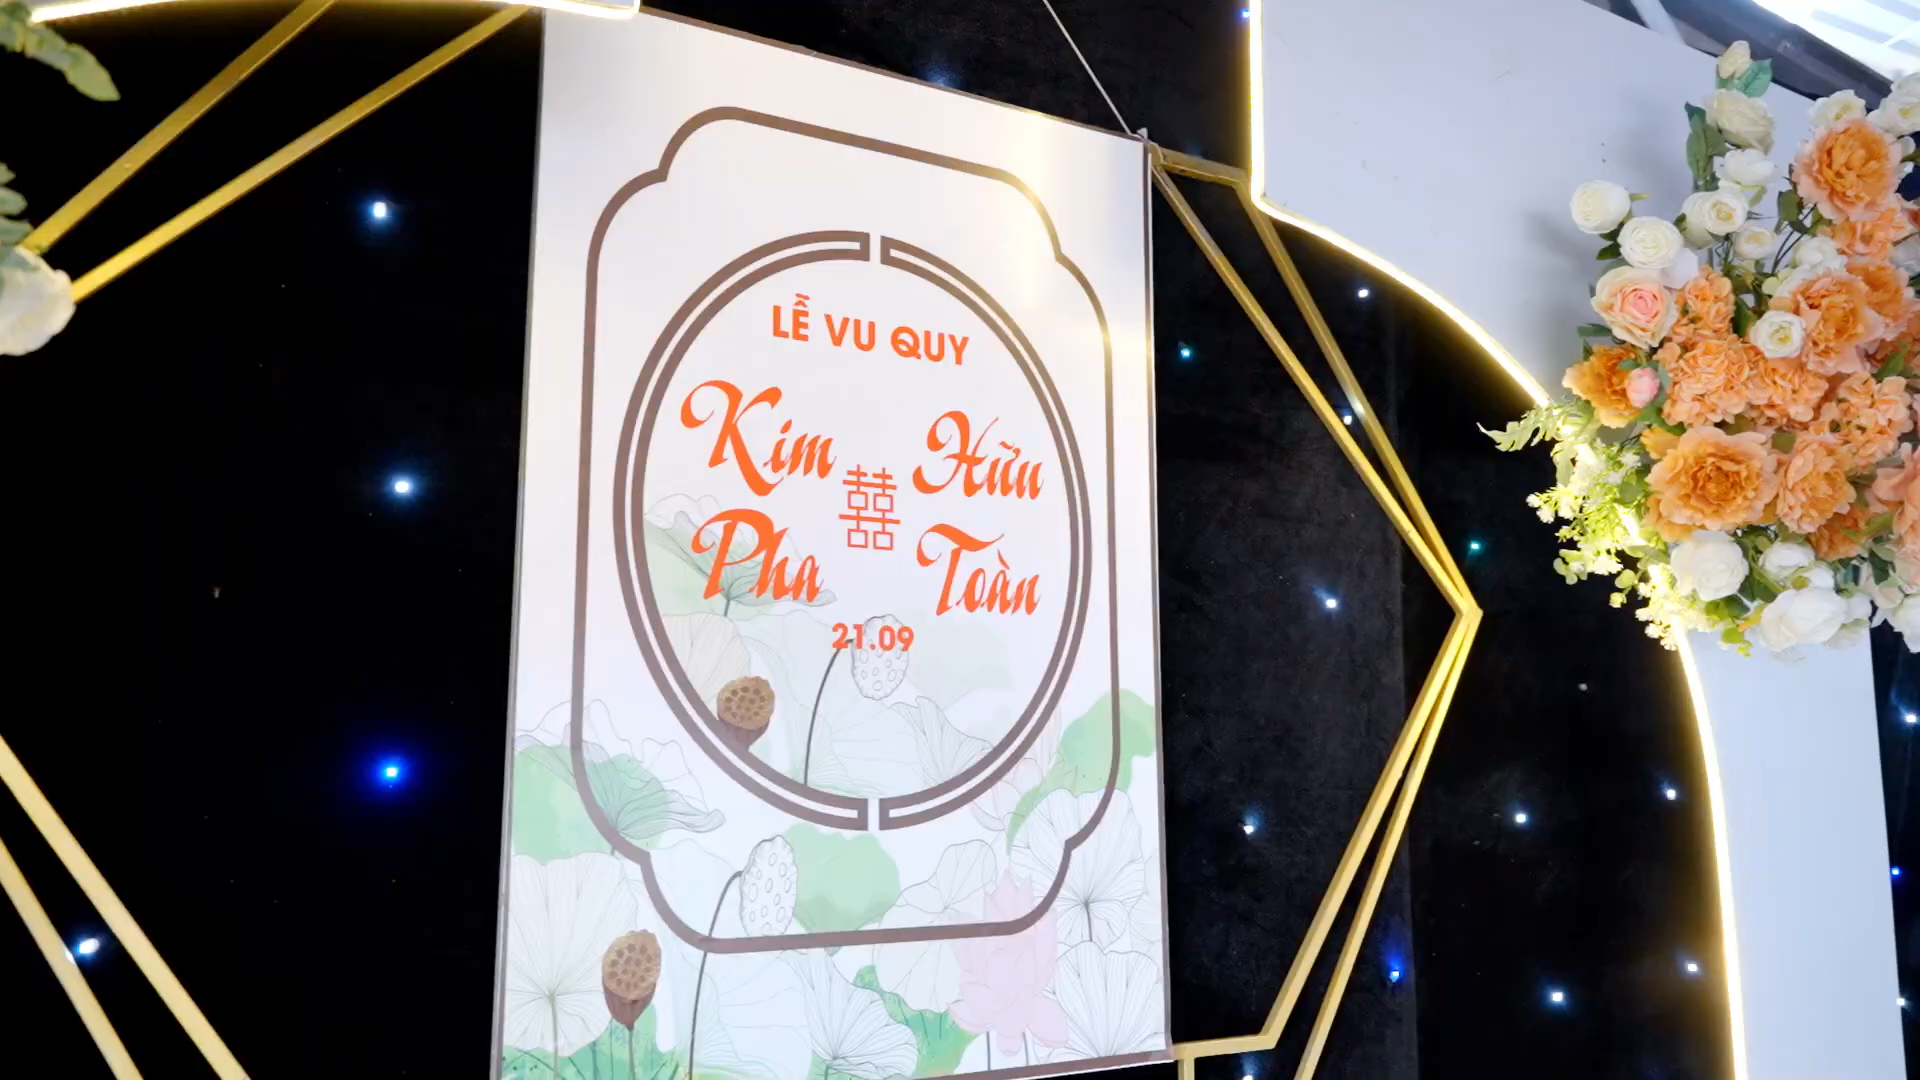 LỄ VU QUY
Kim Pha
囍
Hữu Toàn
21.09